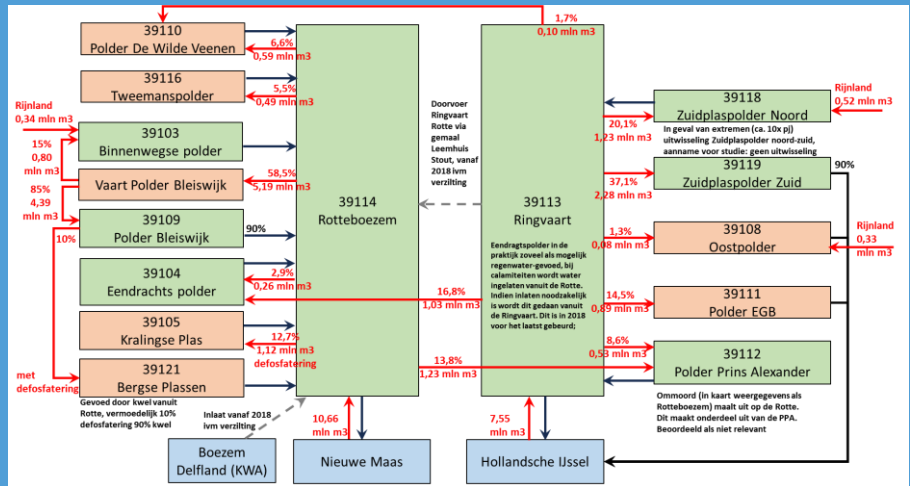 1,7%
0,10 mln m3
39110
Polder De Wilde Veenen
6,6%
0,59 mln m3
39116
Tweemanspolder
5,5%
0,49 mln m3
Rijnland
0,34 mln m3
39103
Binnenwegse polder
15%
0,80
mln m3
Vaart Polder Bleiswijk
58,5%
5,19 mln m3
85%
4,39
mln m3
39109
Polder Bleiswijk
90%
10%
39104
Eendrachts polder
2,9%
0,26 mln m3
39105
Kralingse Plas
12,7%
1,12 mln m3
defosfatering
39121
Bergse Plassen
met
defosfatering
Gevoed door kwel vanuit
Rotte, vermoedelijk 10%
defosfatering 90% kwel
Inlaat vanaf 2018
ivm verzilting
Boezem
Delfland (KWA)
39114
Rotteboezem
10,66
mln m3
Nieuwe Maas
Doorvoer
Ringvaart
Rotte via
gemaal
Leemhuis
Stout, vanaf
2018 ivm
verzilting
16,8%
1,03 mln m3
13,8%
1,23 mln m3
39113
Ringvaart
Eendragtspolder in de
praktijk zoveel als mogelijk
regenwater-gevoed, bij
calamiteiten wordt water
ingelaten vanuit de Rotte.
Indien inlaten noodzakelijk
is wordt dit gedaan vanuit
de Ringvaart. Dit is in 2018
voor het laatst gebeurd;
7,55
mln m3
Hollandsche IJssel
Rijnland
0,52 mln m3
39118
Zuidplaspolder Noord
20,1%
1,23 mln m3
In geval van extremen (ca. 10x pj)
uitwisseling Zuidplaspolder noord-zuid,
aanname voor studie: geen uitwisseling
39119
Zuidplaspolder Zuid
90%
37,1%
2,28 mln m3
39108
Oostpolder
1,3%
0,08 mln m3
Rijnland
0,33
mln m3
39111
Polder EGB
14,5%
0,89 mln m3
8,6%
0,53 mln m3
39112
Polder Prins Alexander
Ommoord (in kaart weergegevens als
Rotteboezem) maalt uit op de Rotte.
Dit maakt onderdeel uit van de PPA.
Beoordeeld als niet relevant